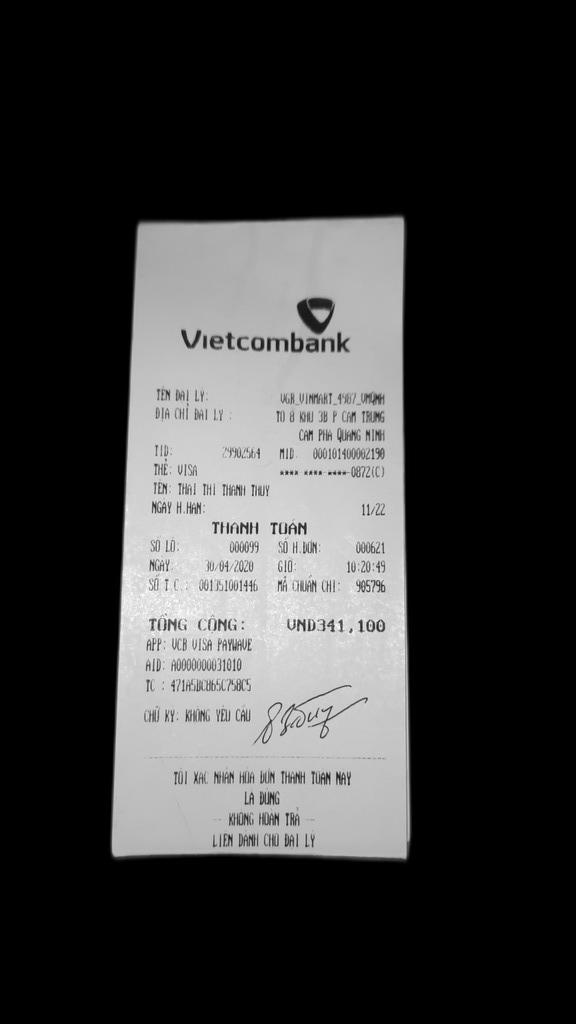 Vietcombank
TÊN ĐẠI LÝ: VCB_VINMART_4987_VMQNH
ĐỊA CHỈ ĐẠI LÝ : TO 8 KHU 3B P CAM TRUNG
CAM PHA QUANG NINH
TID: 29902564 MID: 000101400002190
THẺ: VISA **** **** ****0872(C)
TÊN: THAI THI THANH THUY
NGÀY H.HẠN: 11/22
THANH TOÁN
SỐ LÔ: 000099 SỐ H.ĐƠN: 000621
NGÀY: 30/04/2020 GIỜ: 10:20:49
SỐ T.C.: 001351001446 MÃ CHUẨN CHI: 905796
TỔNG CỘNG: VND341,100
APP: VCB VISA PAYWAVE
AID: A0000000031010
TC : 471A5BC865C758C5
CHỮ KÝ: KHÔNG YÊU CẦU
TÔI XÁC NHẬN HÓA ĐƠN THANH TOÁN NÀY
LÀ ĐÚNG
-- KHÔNG HOÀN TRẢ --
LIÊN DÀNH CHO ĐẠI LÝ